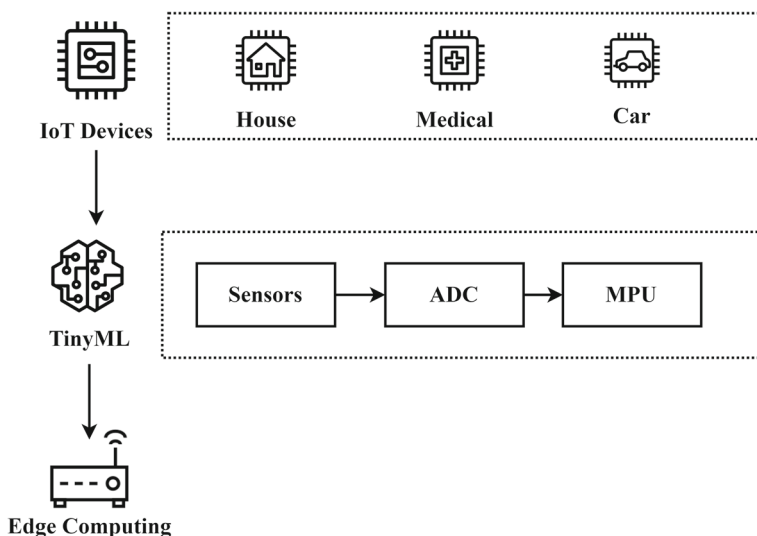 IoT Devices
House
Medical
Car
TinyML
Sensors
ADC
MPU
Edge Computing